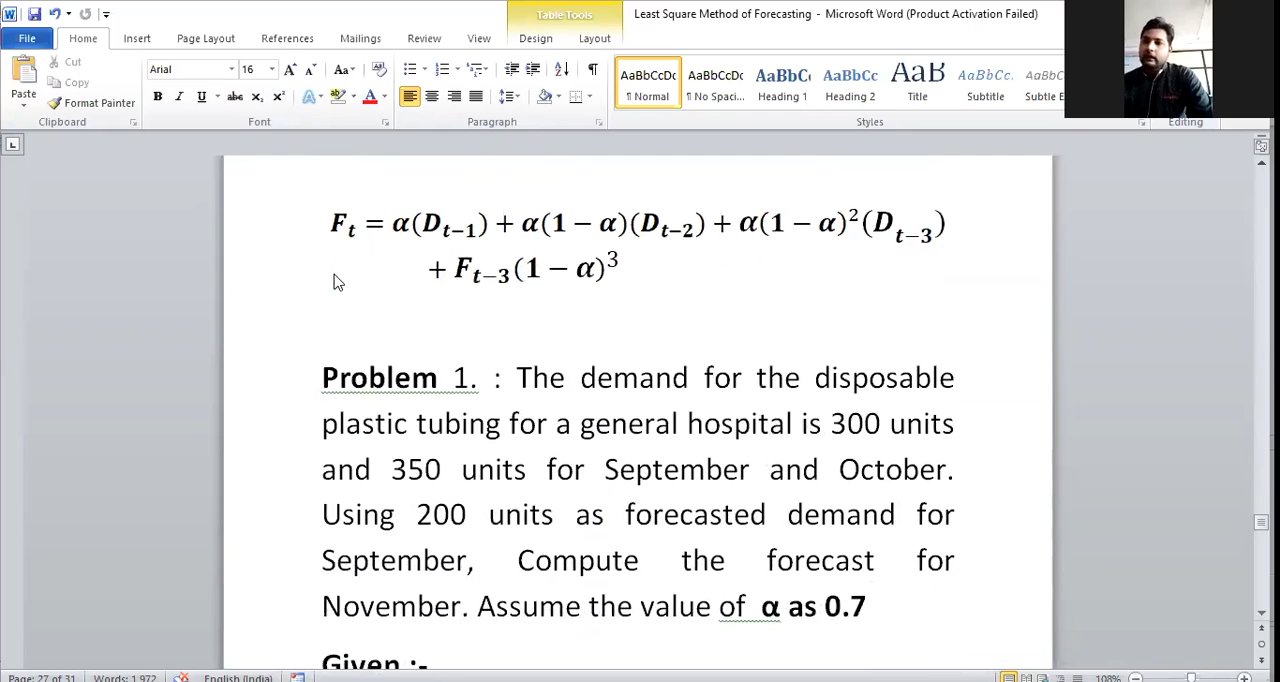 Table Tools
Least Square Method of Forecasting - Microsoft Word (Product Activation Failed)
File Home Insert Page Layout References Mailings Review View Design Layout
Cut
Copy
Paste
Format Painter
Arial 16
AaBbCcDc AaBbCcDc AaBbC AaBbCc AaB AaBbCc. AaBbCc
¶ Normal ¶ No Spaci... Heading 1 Heading 2 Title Subtitle Subtle E
Clipboard Font Paragraph Styles Editing
F_t = α(D_{t−1}) + α(1 − α)(D_{t−2}) + α(1 − α)²(D_{t−3})
+ F_{t−3}(1 − α)³
Problem 1. : The demand for the disposable
plastic tubing for a general hospital is 300 units
and 350 units for September and October.
Using 200 units as forecasted demand for
September, Compute the forecast for
November. Assume the value of α as 0.7
Given :-
Page: 27 of 31 Words: 1,972 English (India) 108%